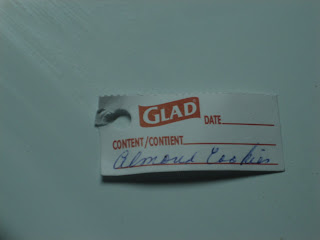 GLAD DATE
CONTENT/CONTIENT
Almond Cookies